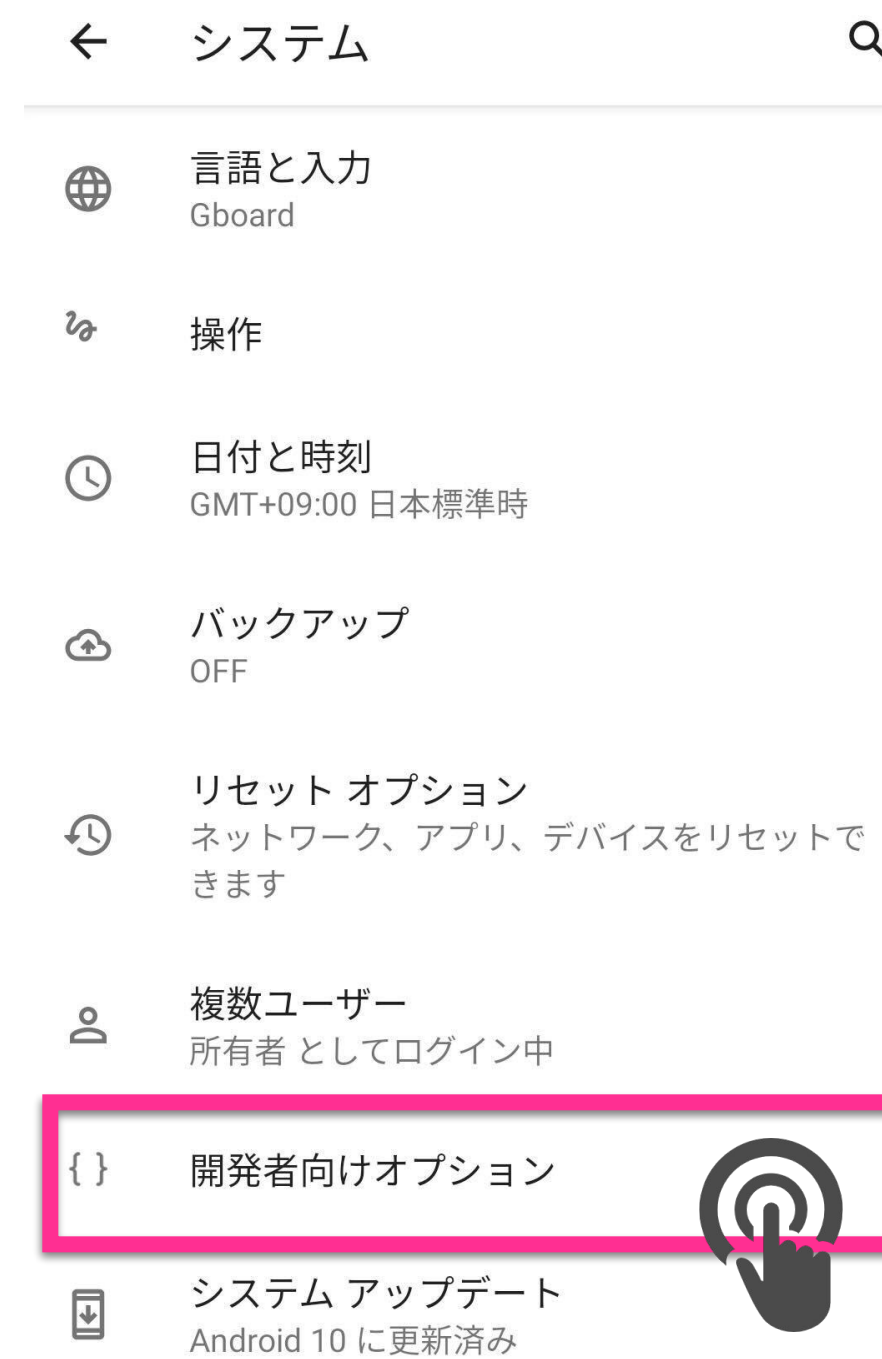 システム
言語と入力
Gboard
操作
日付と時刻
GMT+09:00 日本標準時
バックアップ
OFF
リセット オプション
ネットワーク、アプリ、デバイスをリセットで
きます
複数ユーザー
所有者 としてログイン中
{ } 開発者向けオプション
システム アップデート
Android 10 に更新済み